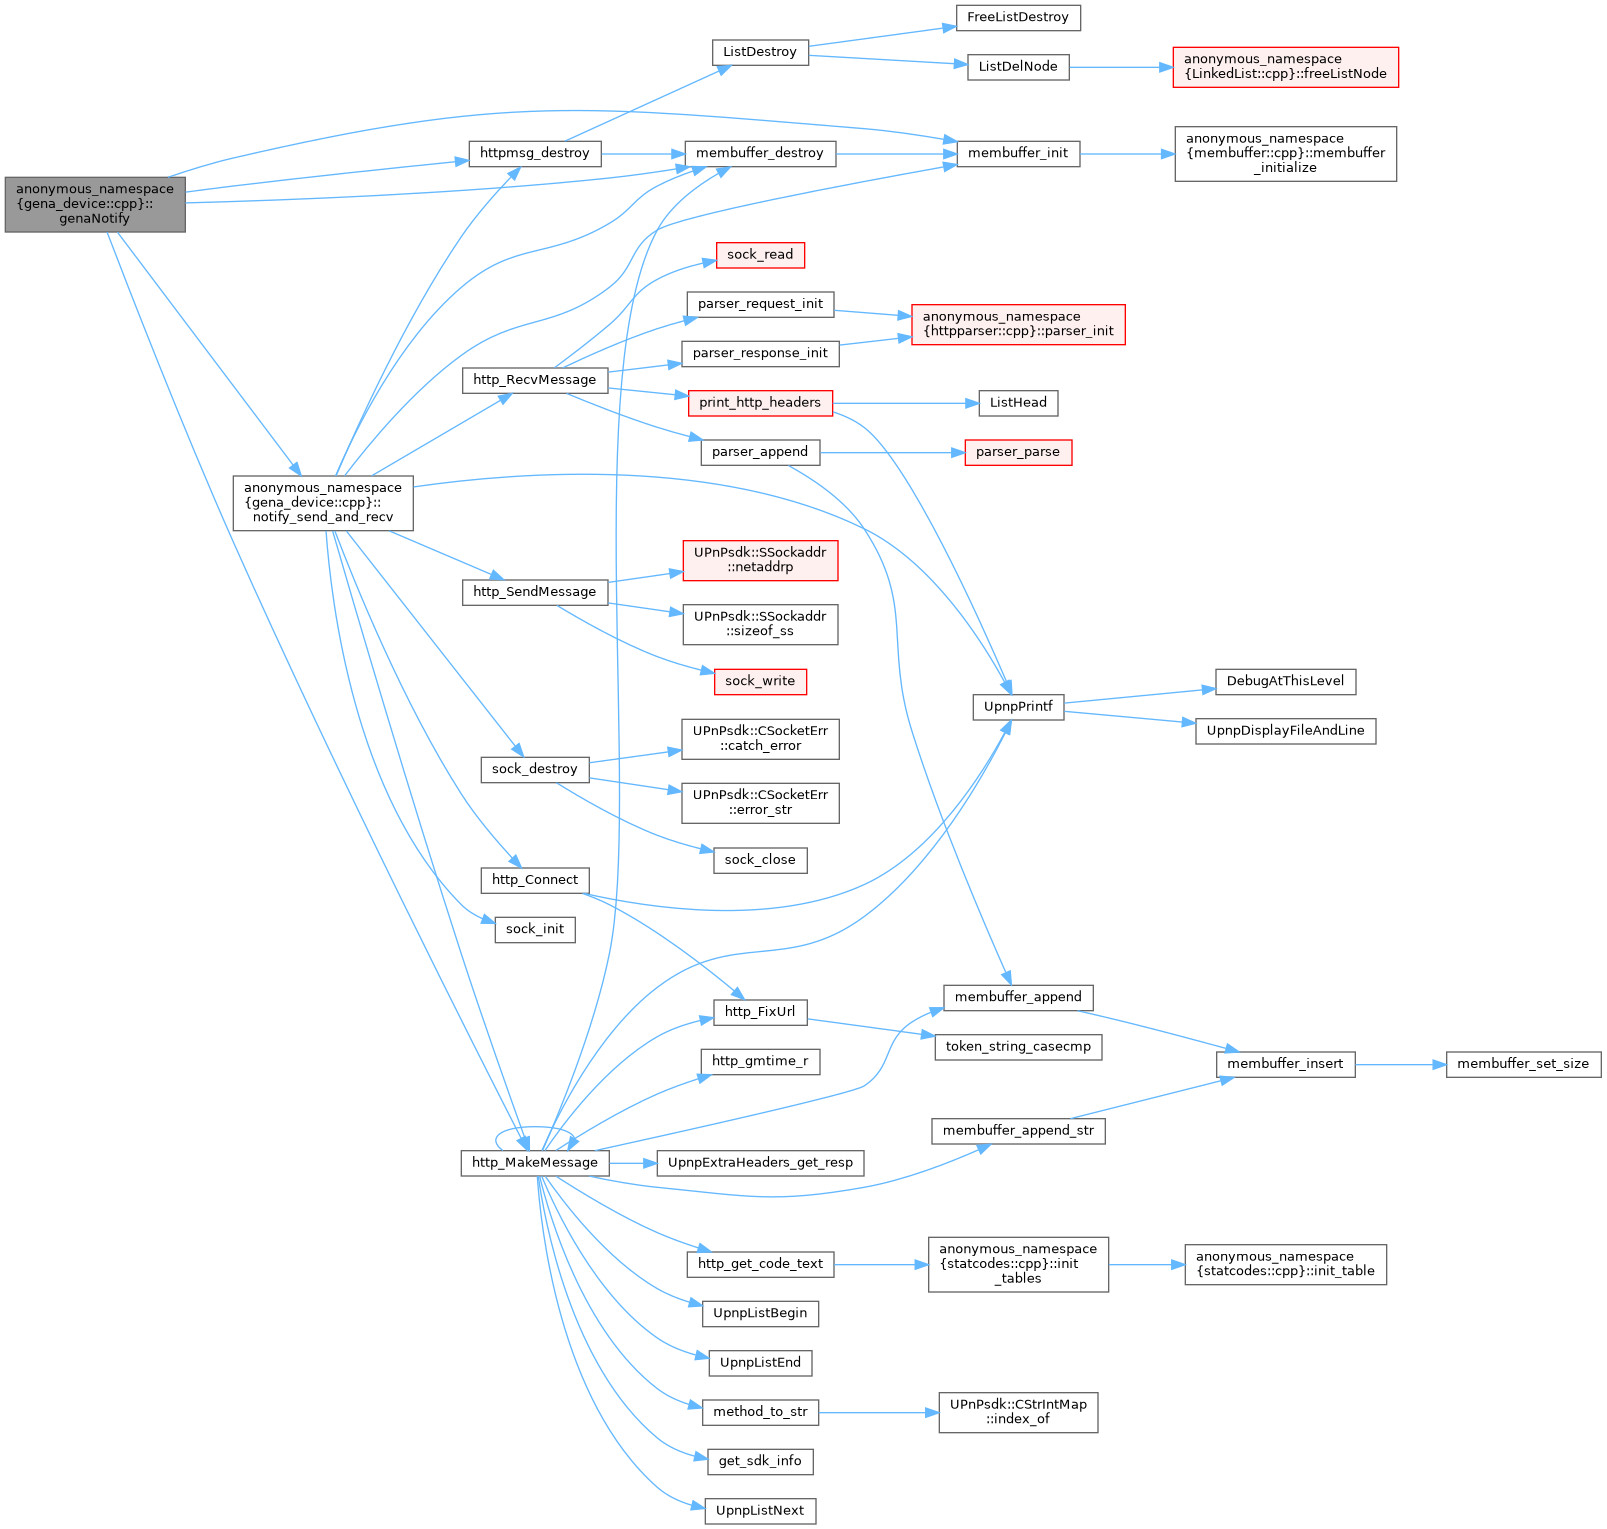 FreeListDestroy
ListDestroy
ListDelNode
anonymous_namespace
{LinkedList::cpp}::freeListNode
httpmsg_destroy
membuffer_destroy
membuffer_init
anonymous_namespace
{membuffer::cpp}::membuffer
_initialize
anonymous_namespace
{gena_device::cpp}::
genaNotify
sock_read
parser_request_init
anonymous_namespace
{httpparser::cpp}::parser_init
parser_response_init
http_RecvMessage
print_http_headers
ListHead
parser_append
parser_parse
anonymous_namespace
{gena_device::cpp}::
notify_send_and_recv
UPnPsdk::SSockaddr
::netaddrp
http_SendMessage
UPnPsdk::SSockaddr
::sizeof_ss
sock_write
DebugAtThisLevel
UpnpPrintf
UpnpDisplayFileAndLine
UPnPsdk::CSocketErr
::catch_error
sock_destroy
UPnPsdk::CSocketErr
::error_str
sock_close
http_Connect
sock_init
membuffer_append
http_FixUrl
token_string_casecmp
http_gmtime_r
membuffer_insert
membuffer_set_size
membuffer_append_str
http_MakeMessage
UpnpExtraHeaders_get_resp
http_get_code_text
anonymous_namespace
{statcodes::cpp}::init
_tables
anonymous_namespace
{statcodes::cpp}::init_table
UpnpListBegin
UpnpListEnd
method_to_str
UPnPsdk::CStrIntMap
::index_of
get_sdk_info
UpnpListNext